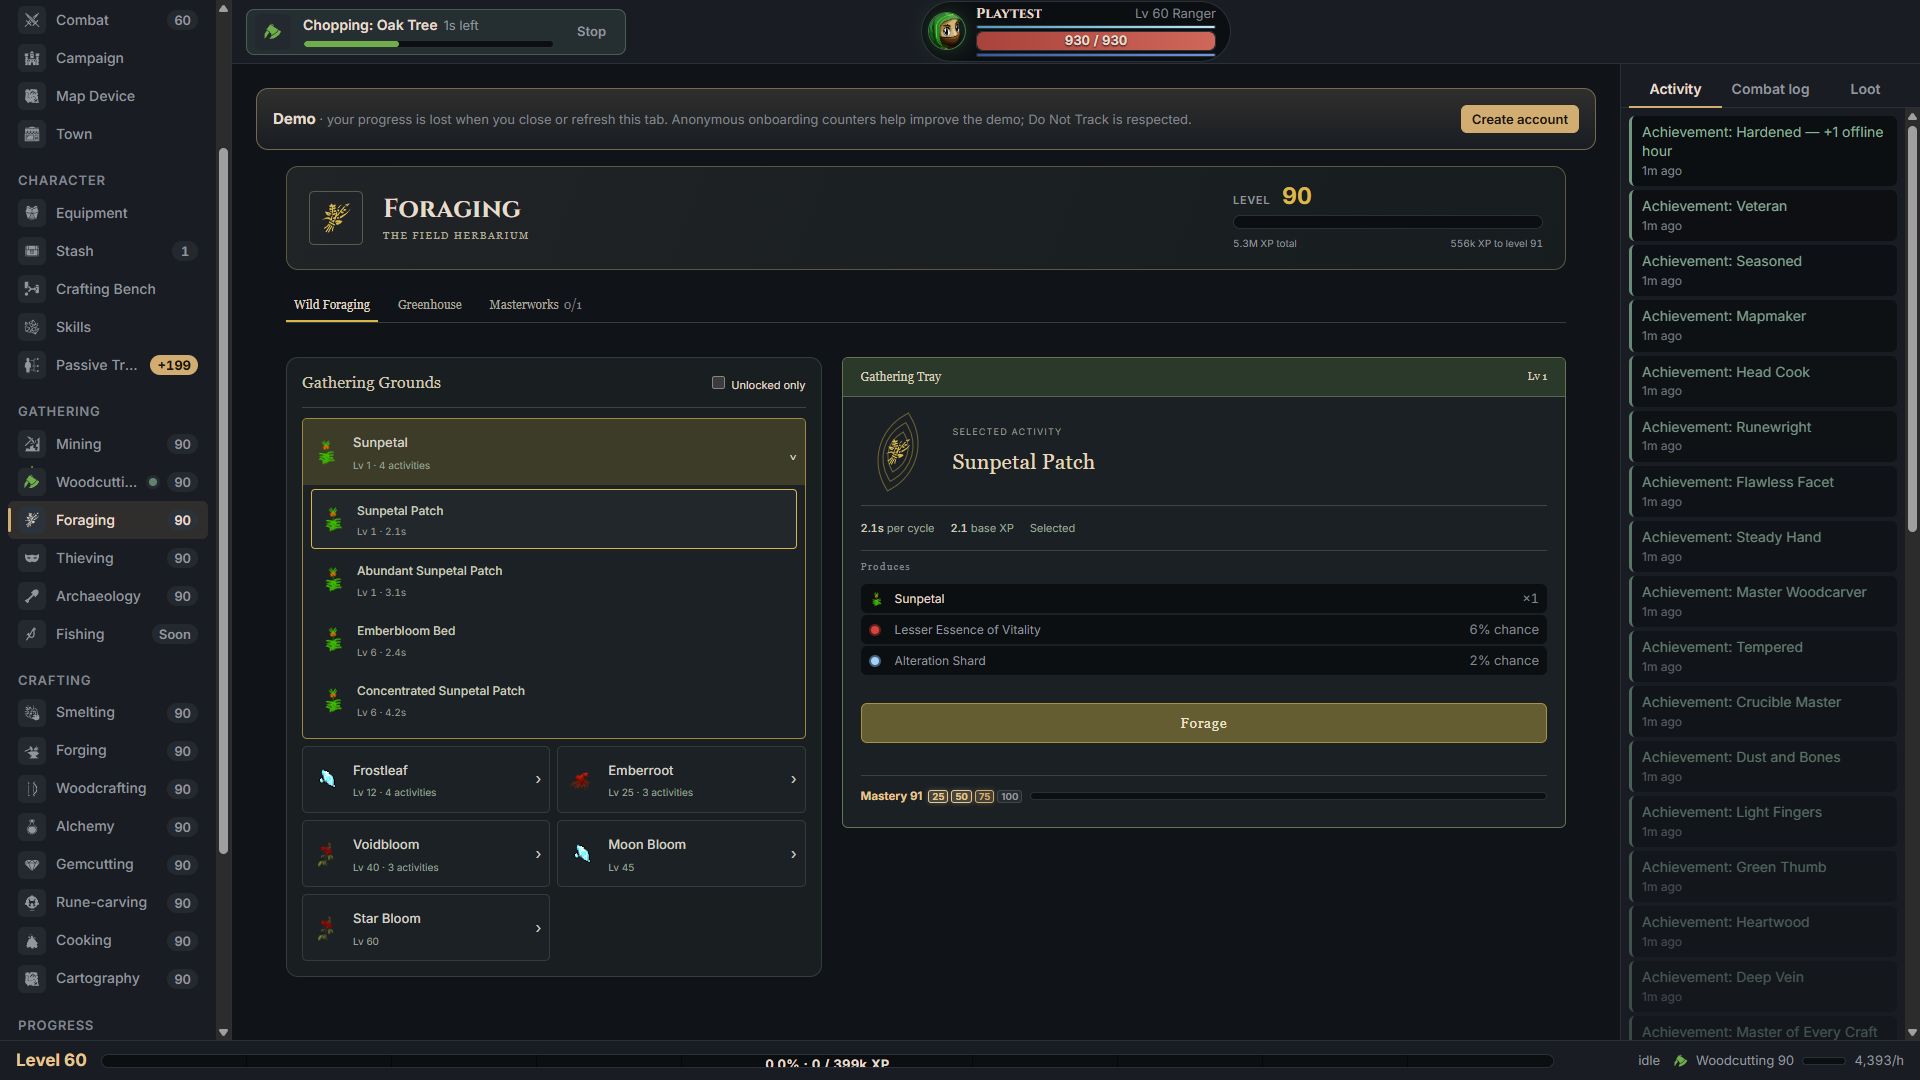 Combat 60
Campaign
Map Device
Town
CHARACTER
Equipment
Stash 1
Crafting Bench
Skills
Passive Tr... +199
GATHERING
Mining 90
Woodcutti... 90
Foraging 90
Thieving 90
Archaeology 90
Fishing Soon
CRAFTING
Smelting 90
Forging 90
Woodcrafting 90
Alchemy 90
Gemcutting 90
Rune-carving 90
Cooking 90
Cartography 90
PROGRESS
Chopping: Oak Tree 1s left
Stop
PLAYTEST Lv 60 Ranger
930 / 930
Demo · your progress is lost when you close or refresh this tab. Anonymous onboarding counters help improve the demo; Do Not Track is respected.
Create account
FORAGING
THE FIELD HERBARIUM
LEVEL 90
5.3M XP total 556k XP to level 91
Wild Foraging Greenhouse Masterworks 0/1
Gathering Grounds
Unlocked only
Sunpetal
Lv 1 · 4 activities
Sunpetal Patch
Lv 1 · 2.1s
Abundant Sunpetal Patch
Lv 1 · 3.1s
Emberbloom Bed
Lv 6 · 2.4s
Concentrated Sunpetal Patch
Lv 6 · 4.2s
Frostleaf
Lv 12 · 4 activities
Emberroot
Lv 25 · 3 activities
Voidbloom
Lv 40 · 3 activities
Moon Bloom
Lv 45
Star Bloom
Lv 60
Gathering Tray Lv 1
SELECTED ACTIVITY
Sunpetal Patch
2.1s per cycle 2.1 base XP Selected
Produces
Sunpetal ×1
Lesser Essence of Vitality 6% chance
Alteration Shard 2% chance
Forage
Mastery 91 25 50 75 100
Activity Combat log Loot
Achievement: Hardened — +1 offline
hour
1m ago
Achievement: Veteran
1m ago
Achievement: Seasoned
1m ago
Achievement: Mapmaker
1m ago
Achievement: Head Cook
1m ago
Achievement: Runewright
1m ago
Achievement: Flawless Facet
1m ago
Achievement: Steady Hand
1m ago
Achievement: Master Woodcarver
1m ago
Achievement: Tempered
1m ago
Achievement: Crucible Master
1m ago
Achievement: Dust and Bones
1m ago
Achievement: Light Fingers
1m ago
Achievement: Green Thumb
1m ago
Achievement: Heartwood
1m ago
Achievement: Deep Vein
1m ago
Achievement: Master of Every Craft
Level 60
0.0% · 0 / 399k XP
idle Woodcutting 90 4,393/h